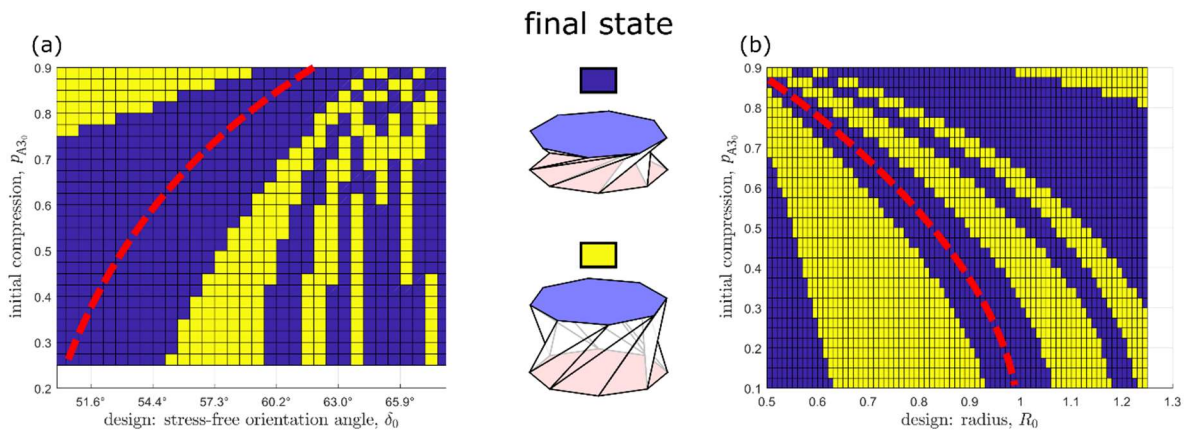 final state
(a)
0.9
0.8
0.7
0.6
0.5
0.4
0.3
0.2
initial compression, pA3₀
51.6° 54.4° 57.3° 60.2° 63.0° 65.9°
design: stress-free orientation angle, δ₀
(b)
0.9
0.8
0.7
0.6
0.5
0.4
0.3
0.2
0.1
initial compression, pA3₀
0.5 0.6 0.7 0.8 0.9 1 1.1 1.2 1.3
design: radius, R₀